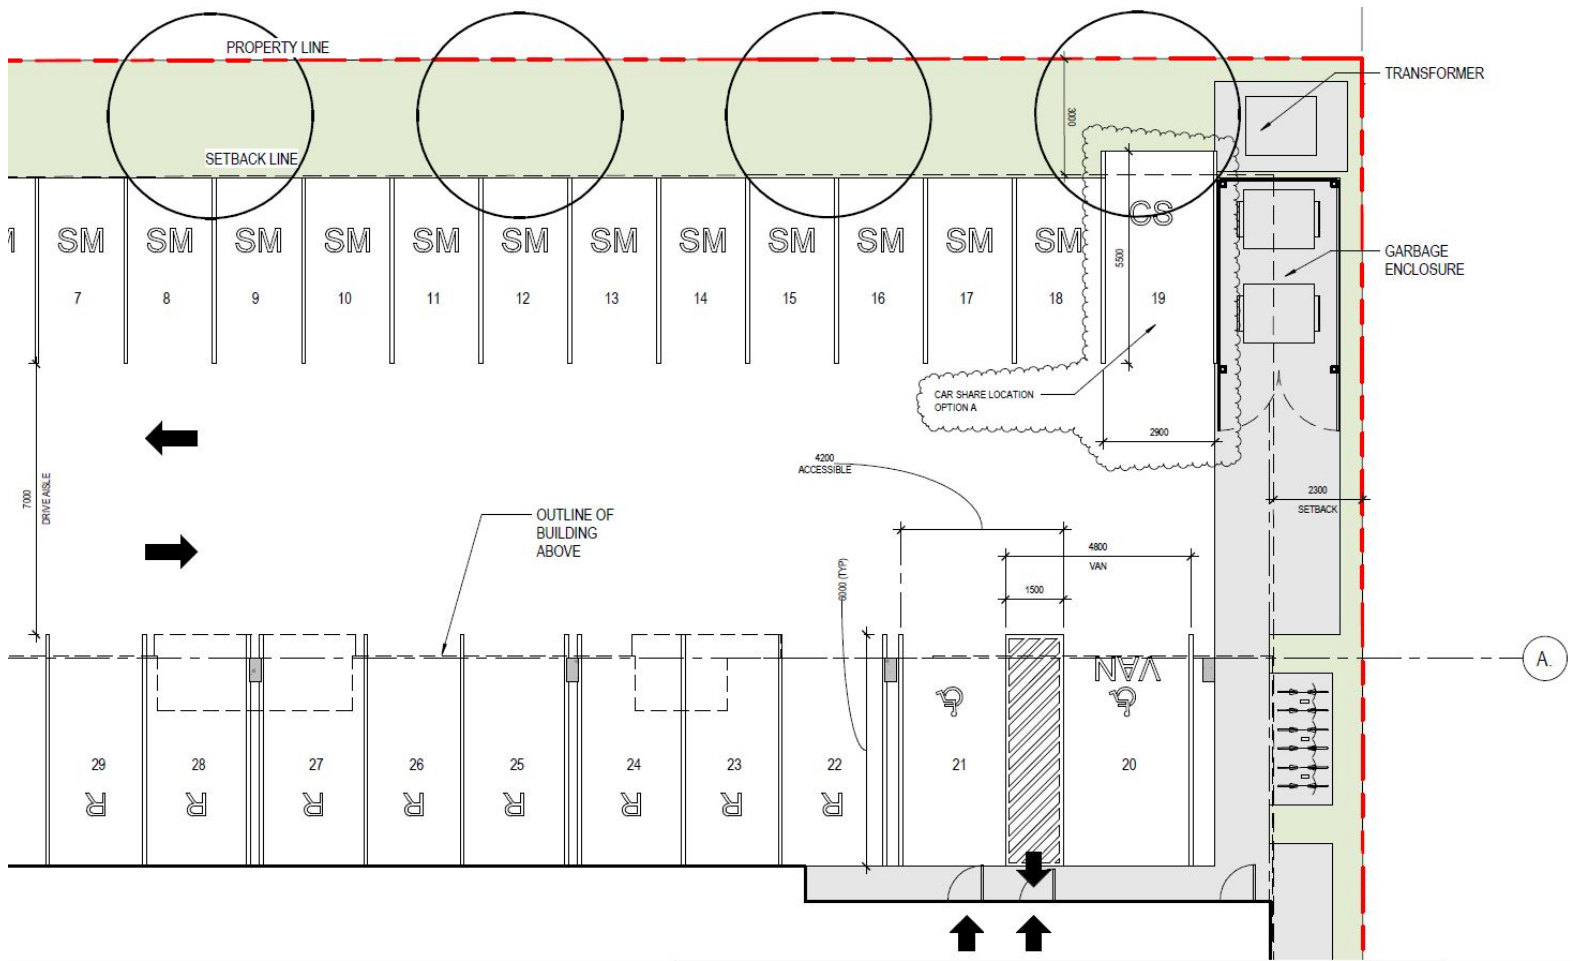 PROPERTY LINE
TRANSFORMER
3000
SETBACK LINE
SM SM SM SM SM SM SM SM SM SM SM SM CS
GARBAGE
ENCLOSURE
5500
7 8 9 10 11 12 13 14 15 16 17 18 19
CAR SHARE LOCATION
OPTION A
2900
4200
ACCESSIBLE
7000
DRIVE AISLE
2300
SETBACK
OUTLINE OF
BUILDING
ABOVE
4800
VAN
6000 (TYP)
1500
A.
VAN
29 28 27 26 25 24 23 22 21 20
R R R R R R R R